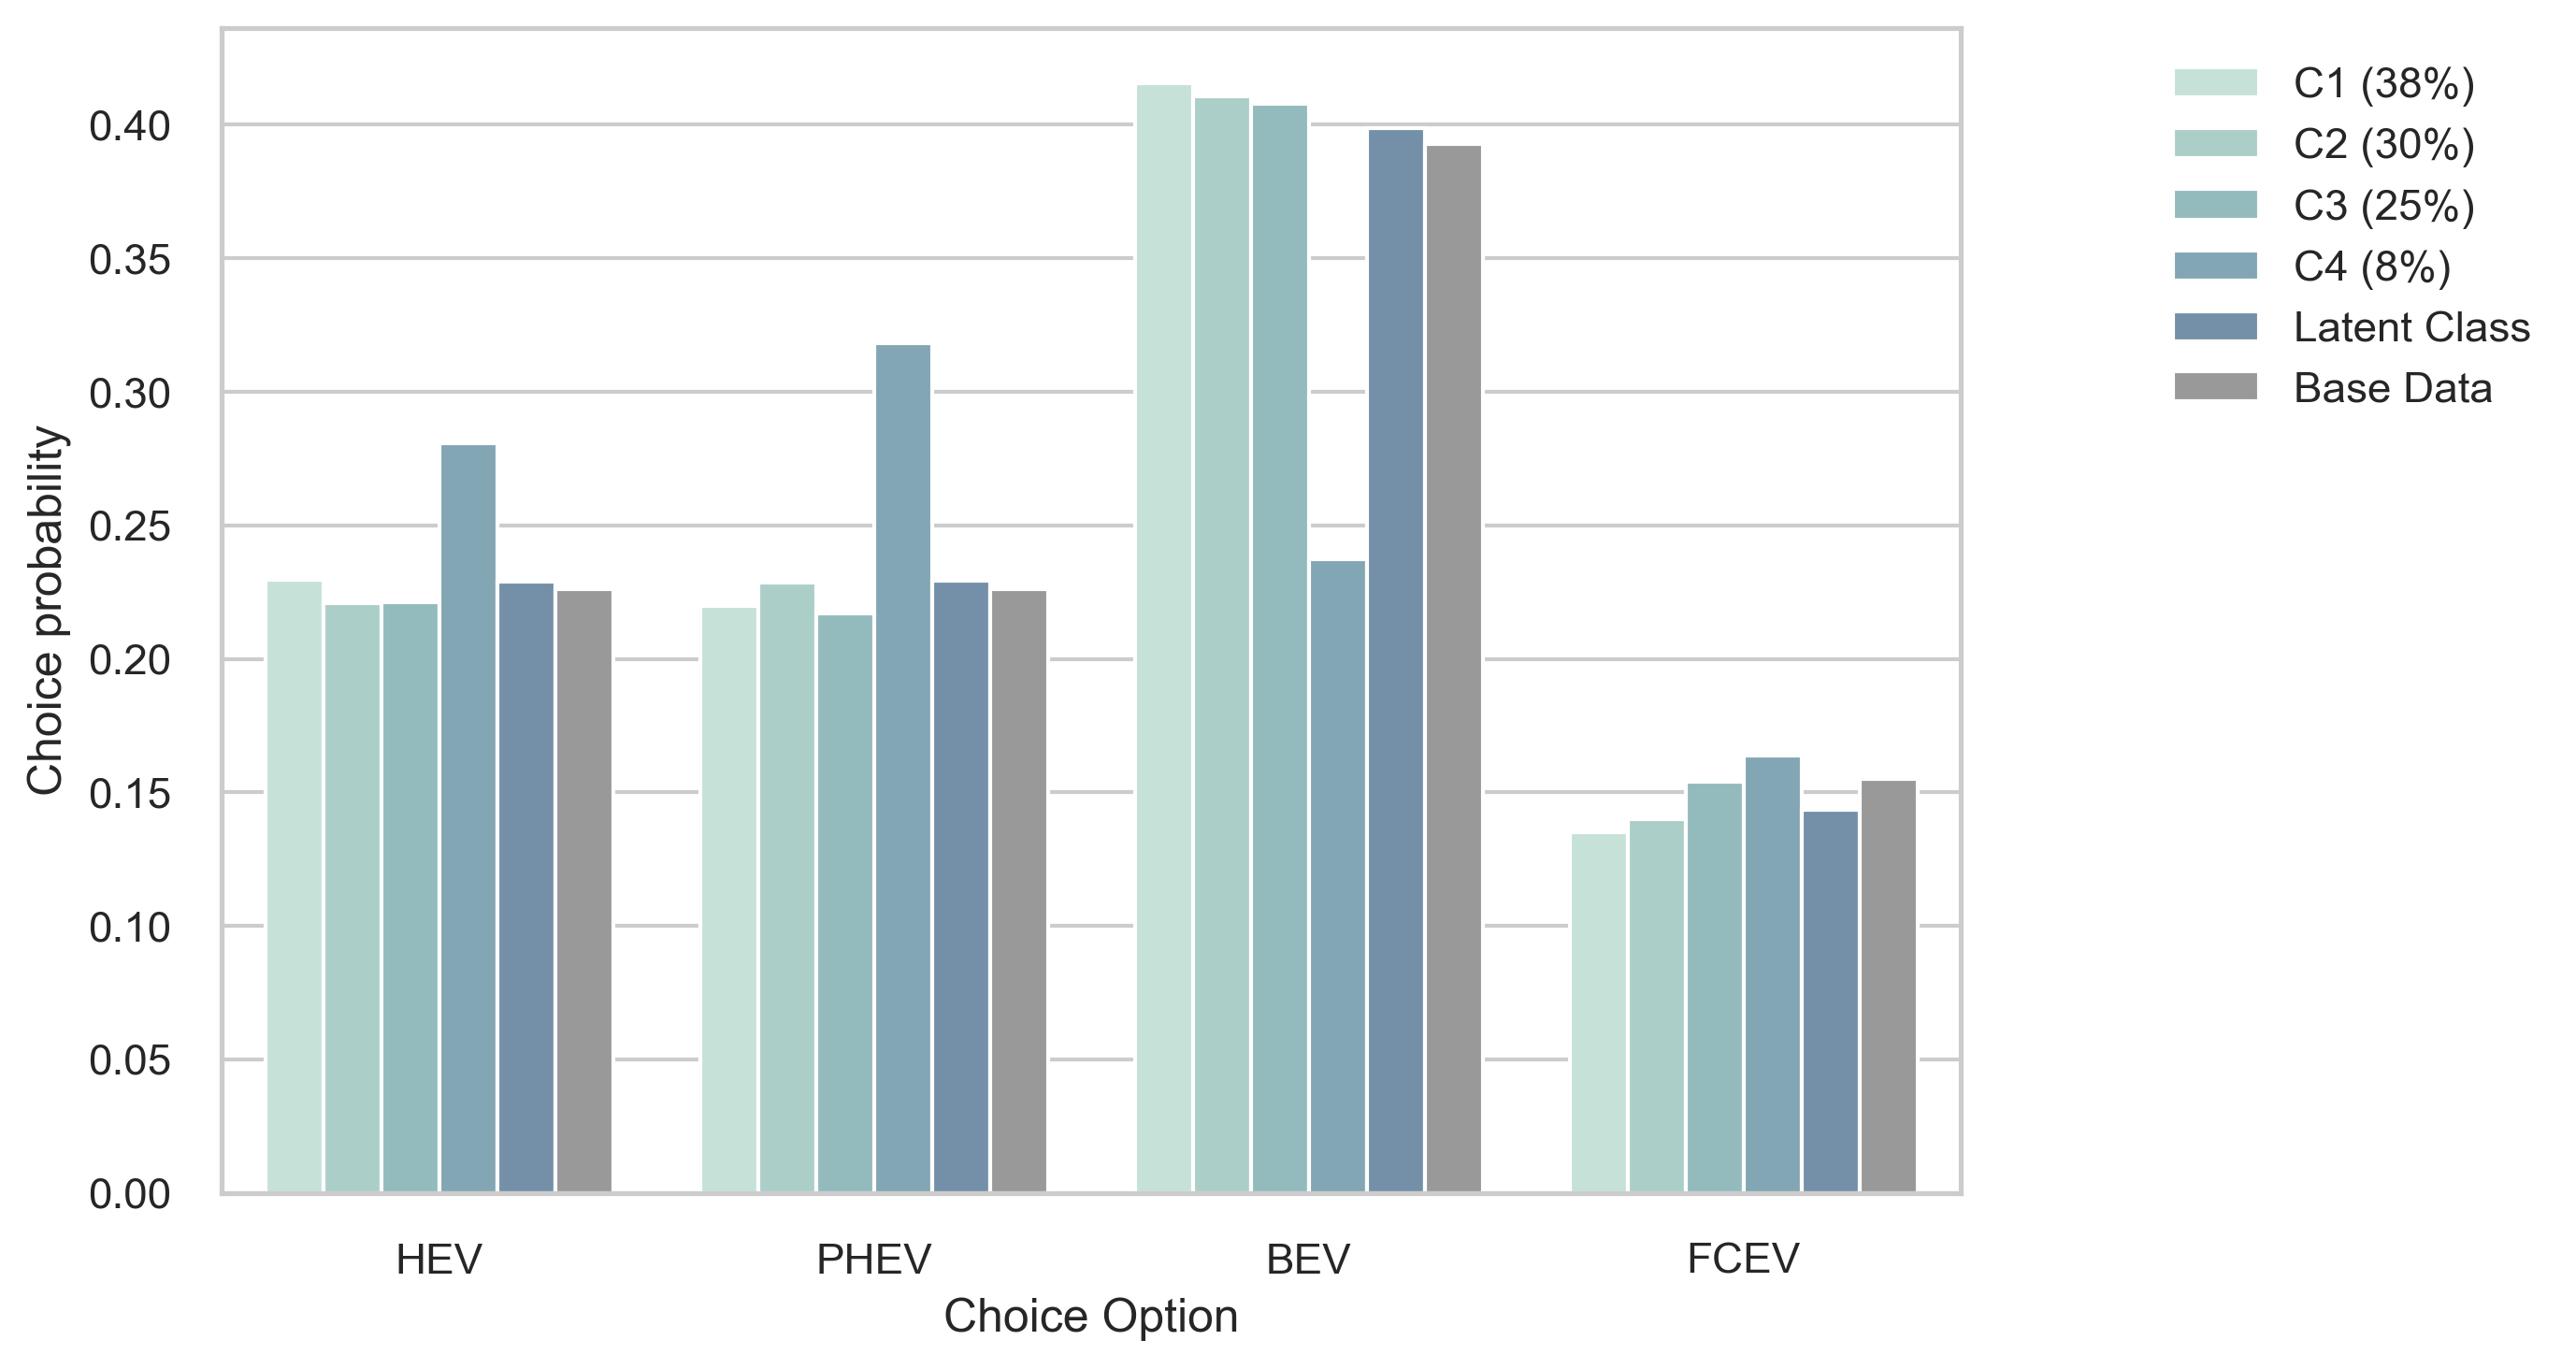 0.40
0.35
0.30
0.25
0.20
0.15
0.10
0.05
0.00
Choice probability
HEV
PHEV
BEV
FCEV
Choice Option
C1 (38%)
C2 (30%)
C3 (25%)
C4 (8%)
Latent Class
Base Data